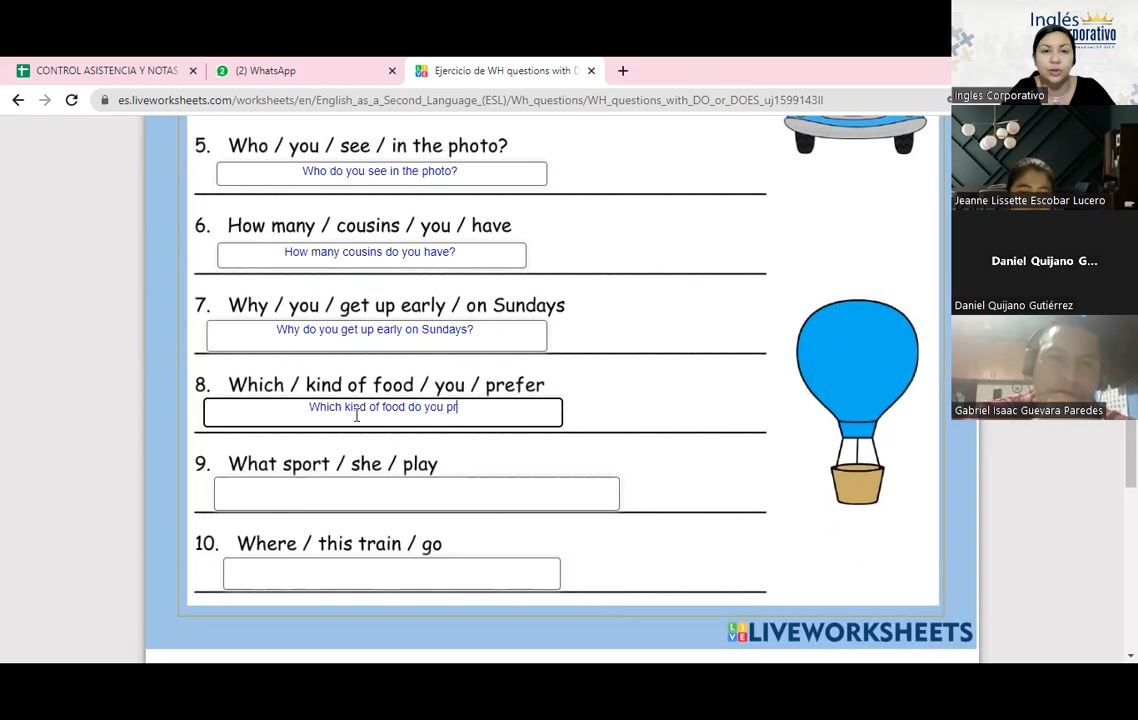 CONTROL ASISTENCIA Y NOTAS
(2) WhatsApp
Ejercicio de WH questions with D
es.liveworksheets.com/worksheets/en/English_as_a_Second_Language_(ESL)/Wh_questions/WH_questions_with_DO_or_DOES_uj1599143II
5. Who / you / see / in the photo?
Who do you see in the photo?
6. How many / cousins / you / have
How many cousins do you have?
7. Why / you / get up early / on Sundays
Why do you get up early on Sundays?
8. Which / kind of food / you / prefer
Which kind of food do you pr
9. What sport / she / play
10. Where / this train / go
LIVEWORKSHEETS
Inglés
Ingles Corporativo
Jeanne Lissette Escobar Lucero
Daniel Quijano G...
Daniel Quijano Gutiérrez
Gabriel Isaac Guevara Paredes